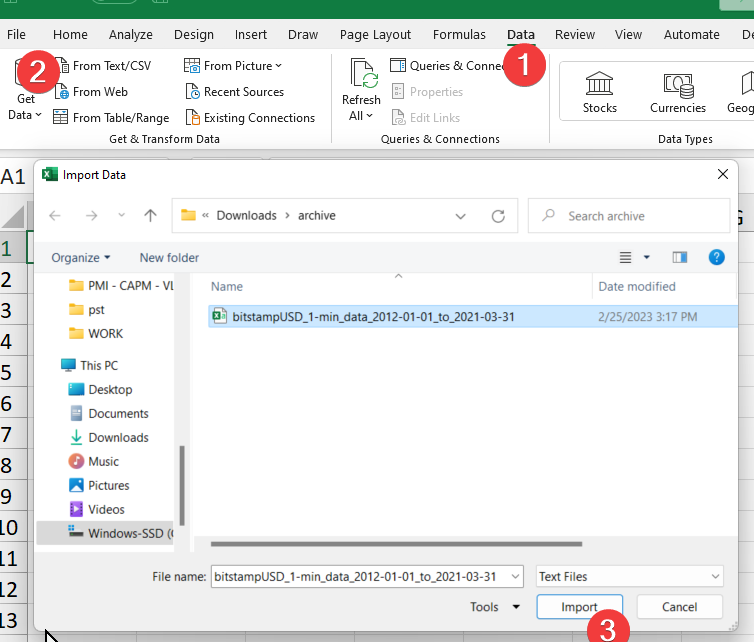 File Home Analyze Design Insert Draw Page Layout Formulas Data Review View Automate De
2 From Text/CSV From Picture Queries & Connec 1
Get Data From Web Recent Sources Refresh All Properties Stocks Currencies Geog
From Table/Range Existing Connections Edit Links
Get & Transform Data Queries & Connections Data Types
A1 Import Data
« Downloads › archive Search archive
G
Organize New folder ?
1 PMI - CAPM - VL Name Date modified
2 pst bitstampUSD_1-min_data_2012-01-01_to_2021-03-31 2/25/2023 3:17 PM
3 WORK
4 This PC
5 Desktop
6 Documents
7 Downloads
8 Music
9 Pictures
10 Videos
11 Windows-SSD (
12 File name: bitstampUSD_1-min_data_2012-01-01_to_2021-03-31 Text Files
13 Tools Import Cancel
3